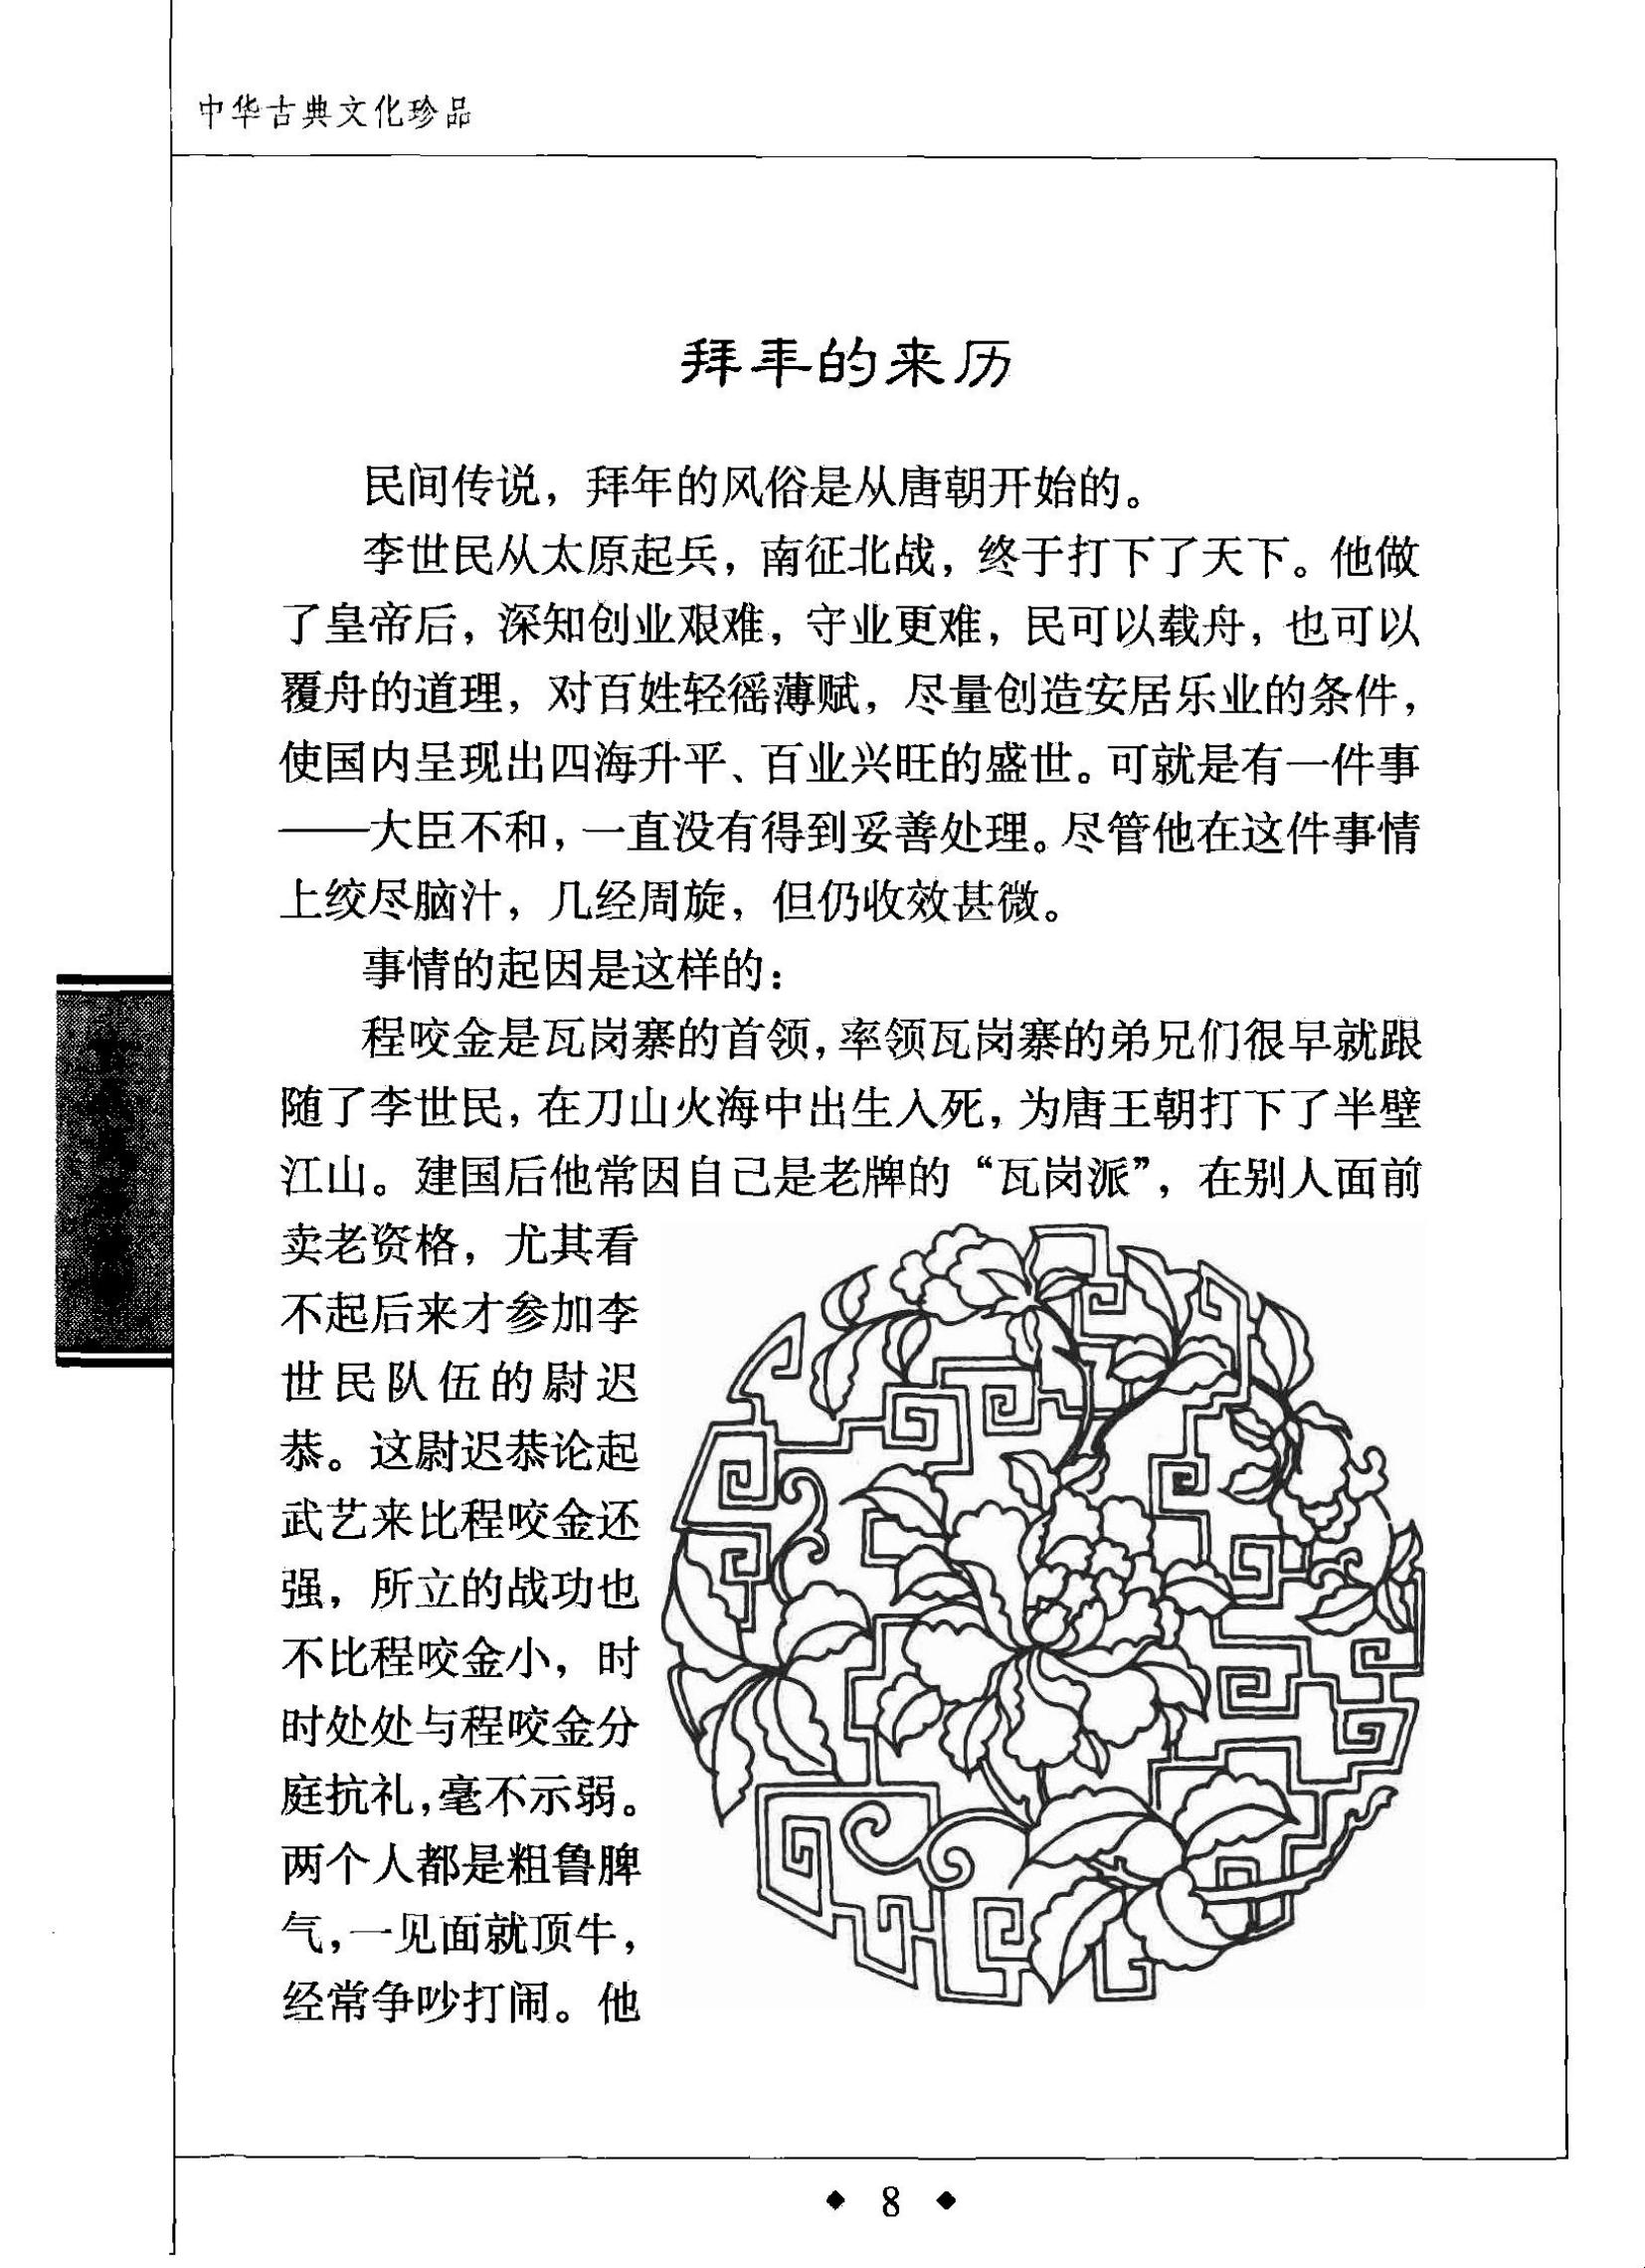 中华古典文化珍品
拜年的来历
民间传说，拜年的风俗是从唐朝开始的。
李世民从太原起兵，南征北战，终于打下了天下。他做
了皇帝后，深知创业艰难，守业更难，民可以载舟，也可以
覆舟的道理，对百姓轻徭薄赋，尽量创造安居乐业的条件，
使国内呈现出四海升平、百业兴旺的盛世。可就是有一件事
——大臣不和，一直没有得到妥善处理。尽管他在这件事情
上绞尽脑汁，几经周旋，但仍收效甚微。
事情的起因是这样的：
程咬金是瓦岗寨的首领，率领瓦岗寨的弟兄们很早就跟
随了李世民，在刀山火海中出生入死，为唐王朝打下了半壁
江山。建国后他常因自己是老牌的“瓦岗派”，在别人面前
卖老资格，尤其看
不起后来才参加李
世民队伍的尉迟
恭。这尉迟恭论起
武艺来比程咬金还
强，所立的战功也
不比程咬金小，时
时处处与程咬金分
庭抗礼，毫不示弱。
两个人都是粗鲁脾
气，一见面就顶牛，
经常争吵打闹。他
◆ 8 ◆